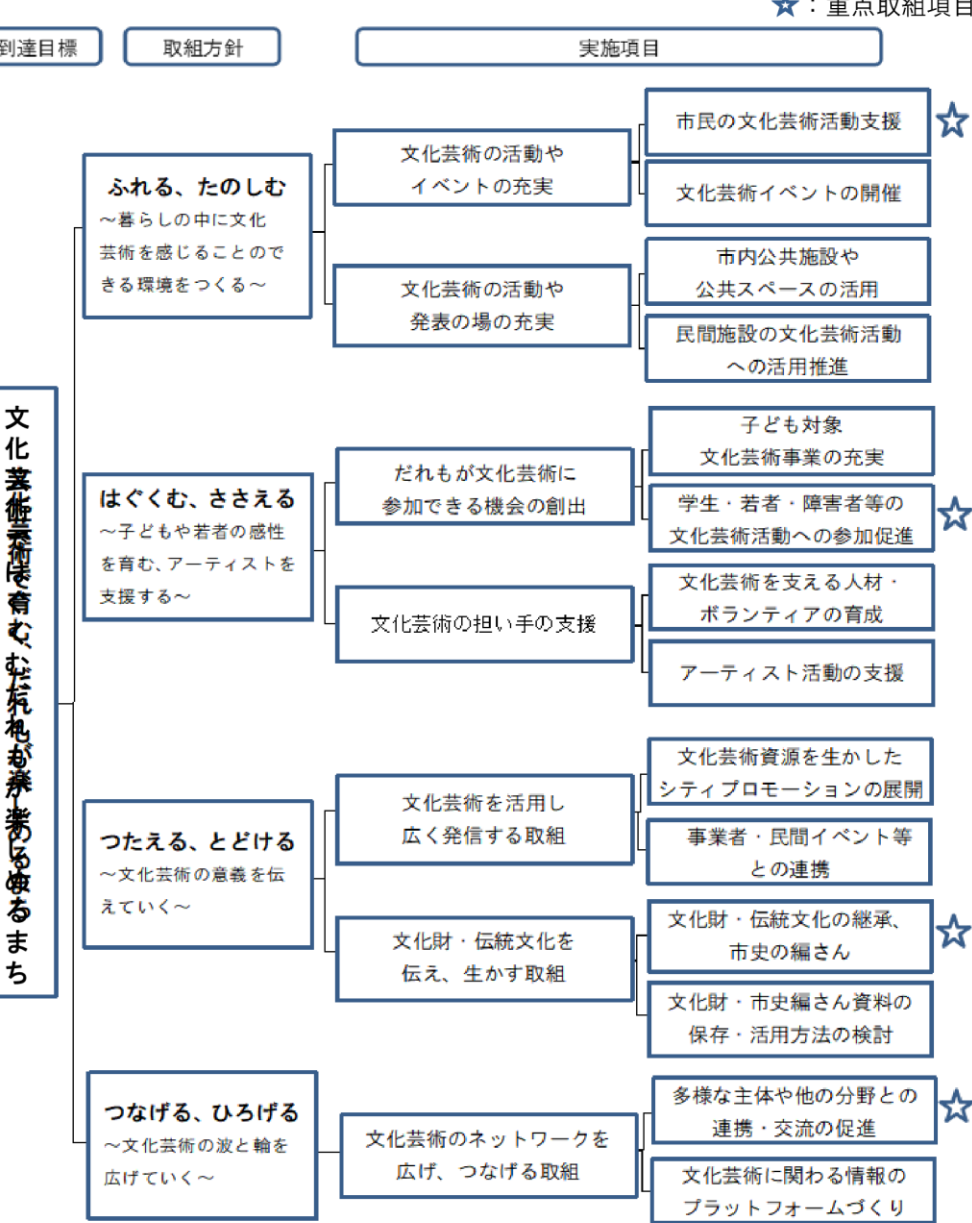 ☆：重点取組項目
到達目標
取組方針
実施項目
ふれる、たのしむ
～暮らしの中に文化
芸術を感じることので
きる環境をつくる～
文化芸術の活動や
イベントの充実
市民の文化芸術活動支援
☆
文化芸術イベントの開催
文化芸術の活動や
発表の場の充実
市内公共施設や
公共スペースの活用
民間施設の文化芸術活動
への活用推進
はぐくむ、ささえる
～子どもや若者の感性
を育む、アーティストを
支援する～
だれもが文化芸術に
参加できる機会の創出
子ども対象
文化芸術事業の充実
学生・若者・障害者等の
文化芸術活動への参加促進
☆
文化芸術の担い手の支援
文化芸術を支える人材・
ボランティアの育成
アーティスト活動の支援
つたえる、とどける
～文化芸術の意義を伝
えていく～
文化芸術を活用し
広く発信する取組
文化芸術資源を生かした
シティプロモーションの展開
事業者・民間イベント等
との連携
文化財・伝統文化を
伝え、生かす取組
文化財・伝統文化の継承、
市史の編さん
☆
文化財・市史編さん資料の
保存・活用方法の検討
つなげる、ひろげる
～文化芸術の波と輪を
広げていく～
文化芸術のネットワークを
広げ、つなげる取組
多様な主体や他の分野との
連携・交流の促進
☆
文化芸術に関わる情報の
プラットフォームづくり